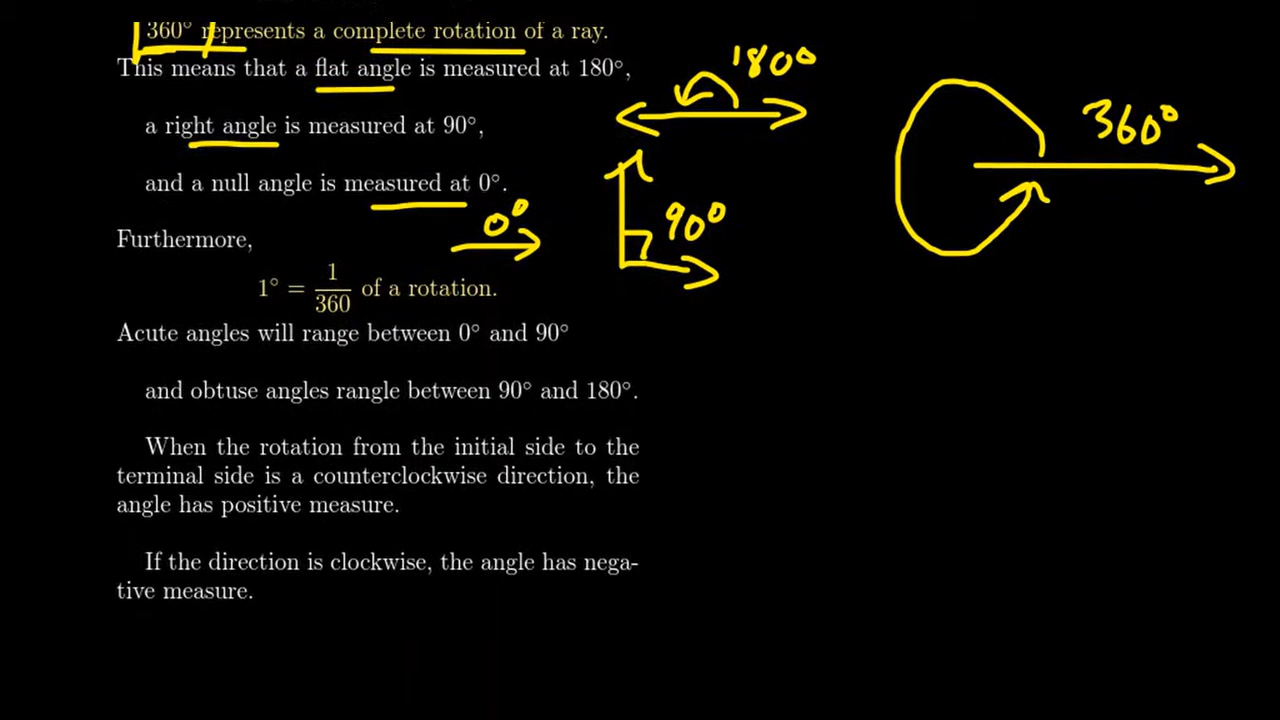 360° represents a complete rotation of a ray.
This means that a flat angle is measured at 180°,
180°
360°
a right angle is measured at 90°,
and a null angle is measured at 0°.
0°
90°
Furthermore,
1° = 1/360 of a rotation.
Acute angles will range between 0° and 90°
and obtuse angles rangle between 90° and 180°.
When the rotation from the initial side to the
terminal side is a counterclockwise direction, the
angle has positive measure.
If the direction is clockwise, the angle has nega-
tive measure.